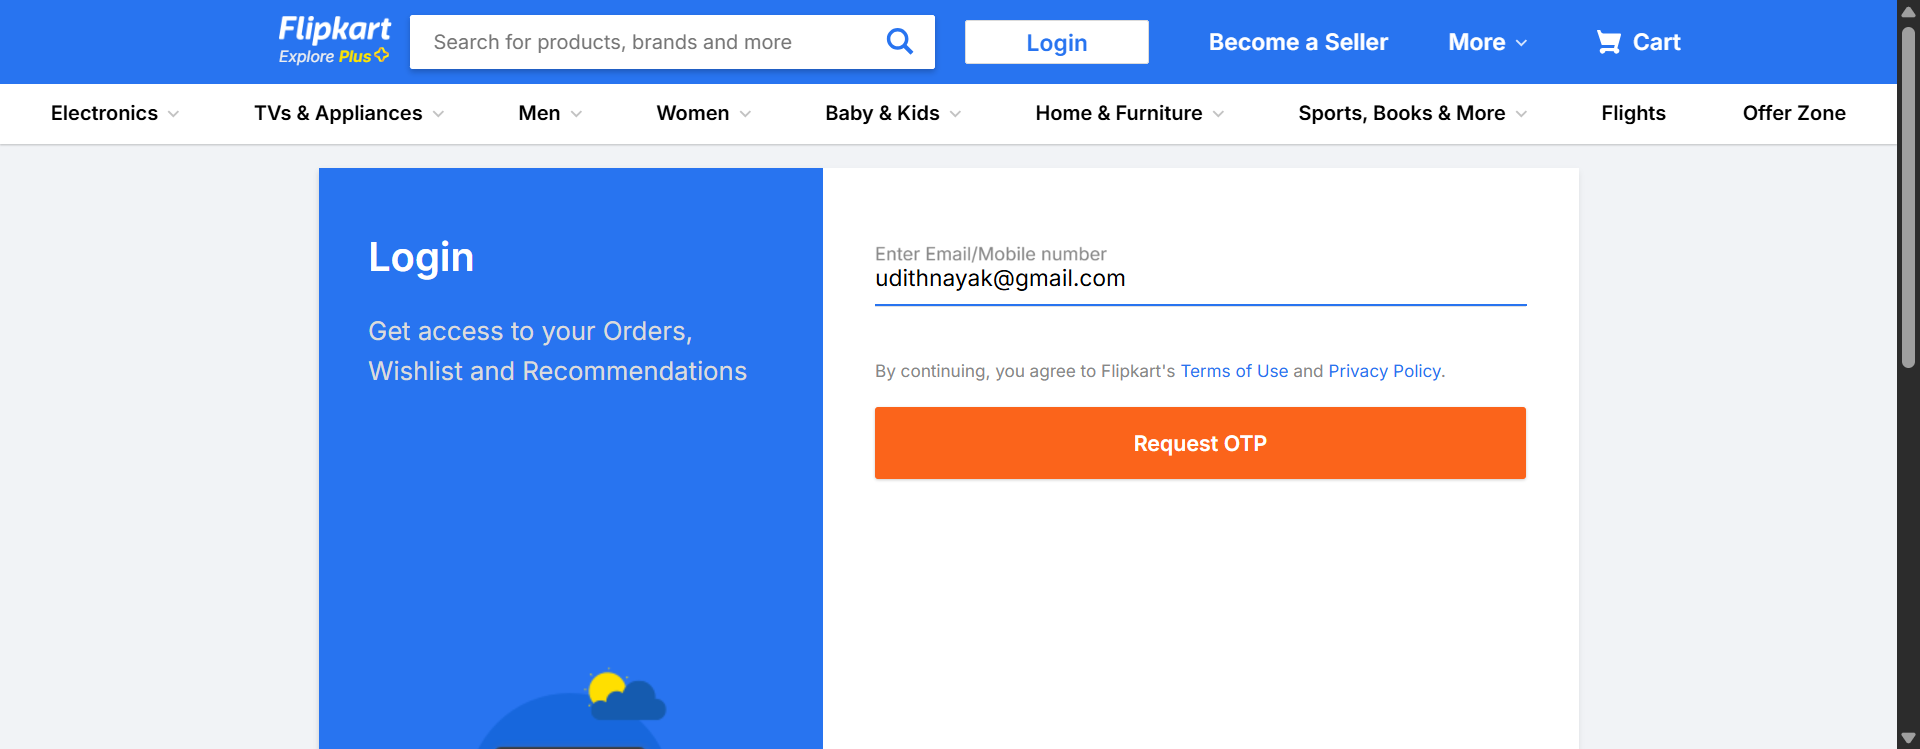 Flipkart
Explore Plus
Search for products, brands and more
Login
Become a Seller
More
Cart
Electronics
TVs & Appliances
Men
Women
Baby & Kids
Home & Furniture
Sports, Books & More
Flights
Offer Zone
Login
Get access to your Orders,
Wishlist and Recommendations
Enter Email/Mobile number
udithnayak@gmail.com
By continuing, you agree to Flipkart's Terms of Use and Privacy Policy.
Request OTP